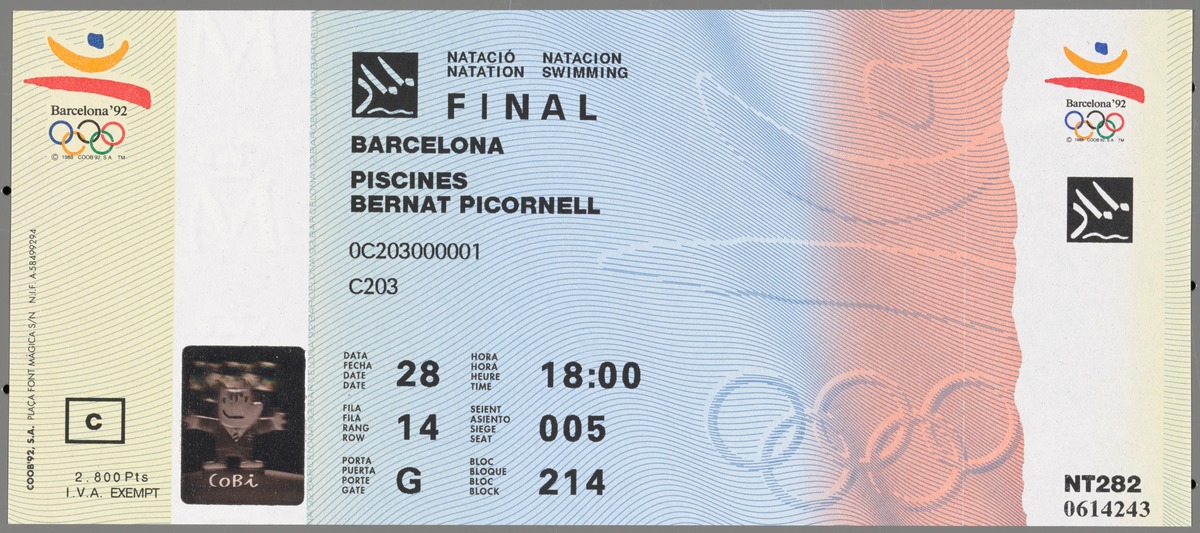 Barcelona'92
© 1988 COOB'92, S.A. TM
COOB'92, S.A. PLAÇA FONT MÀGICA S/N N.I.F. A-58499294
C
2.800 Pts
I.V.A. EXEMPT
CoBi
NATACIÓ NATACION
NATATION SWIMMING
FINAL
BARCELONA
PISCINES
BERNAT PICORNELL
0C203000001
C203
DATA
FECHA
DATE
DATE
28
HORA
HORA
HEURE
TIME
18:00
FILA
FILA
RANG
ROW
14
SEIENT
ASIENTO
SIEGE
SEAT
005
PORTA
PUERTA
PORTE
GATE
G
BLOC
BLOQUE
BLOC
BLOCK
214
Barcelona'92
© 1988 COOB'92, S.A. TM
NT282
0614243